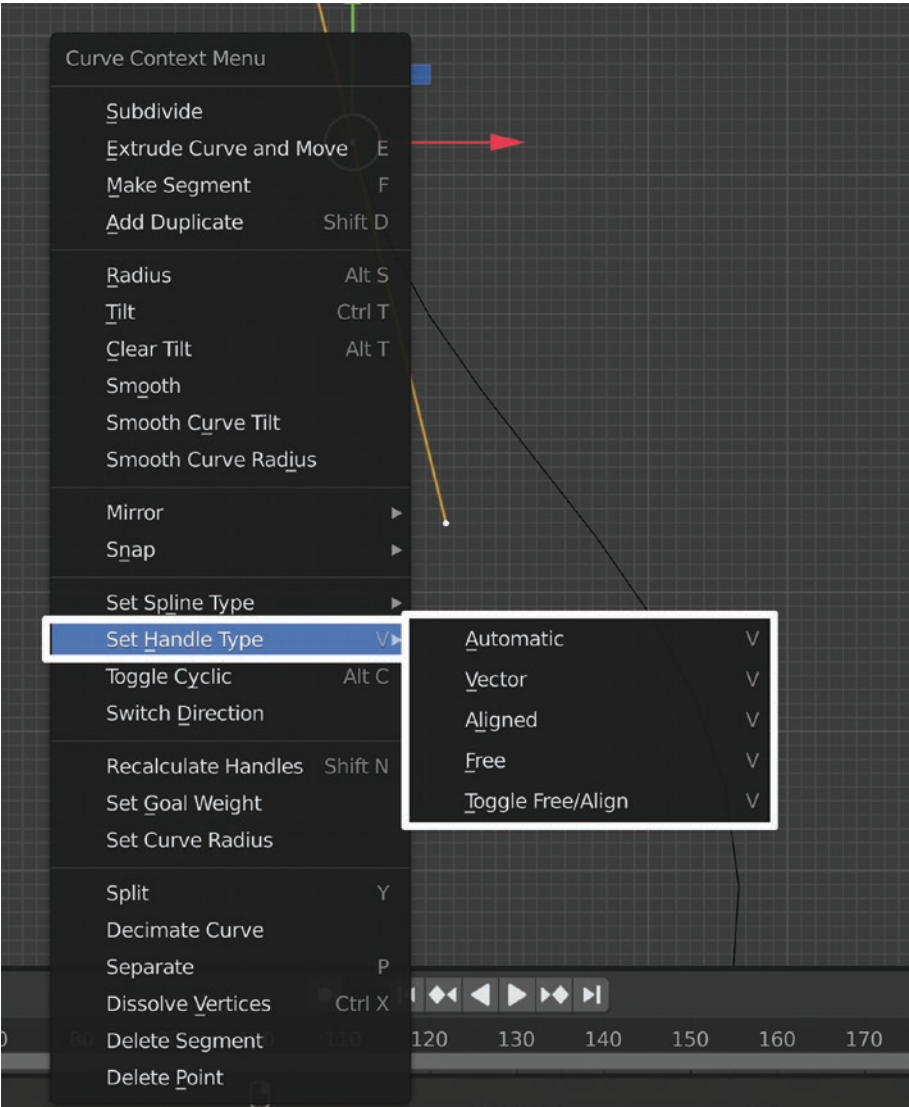 Curve Context Menu
Subdivide
Extrude Curve and Move E
Make Segment F
Add Duplicate Shift D
Radius Alt S
Tilt Ctrl T
Clear Tilt Alt T
Smooth
Smooth Curve Tilt
Smooth Curve Radius
Mirror
Snap
Set Spline Type
Set Handle Type V
Toggle Cyclic Alt C
Switch Direction
Recalculate Handles Shift N
Set Goal Weight
Set Curve Radius
Split Y
Decimate Curve
Separate P
Dissolve Vertices Ctrl X
Delete Segment
Delete Point
Automatic V
Vector V
Aligned V
Free V
Toggle Free/Align V
80 110 120 130 140 150 160 170